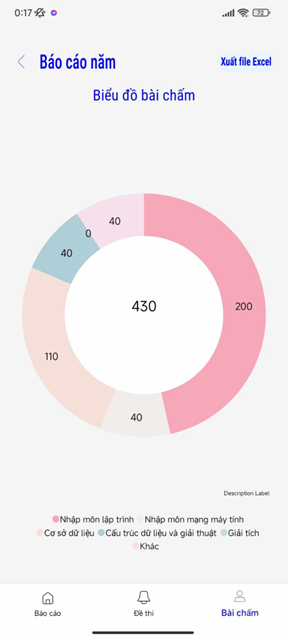 0:17
72
Báo cáo năm
Xuất file Excel
Biểu đồ bài chấm
40
0
40
200
430
110
40
Description Label
Nhập môn lập trình Nhập môn mạng máy tính
Cơ sở dữ liệu Cấu trúc dữ liệu và giải thuật Giải tích
Khác
Báo cáo Đề thi Bài chấm